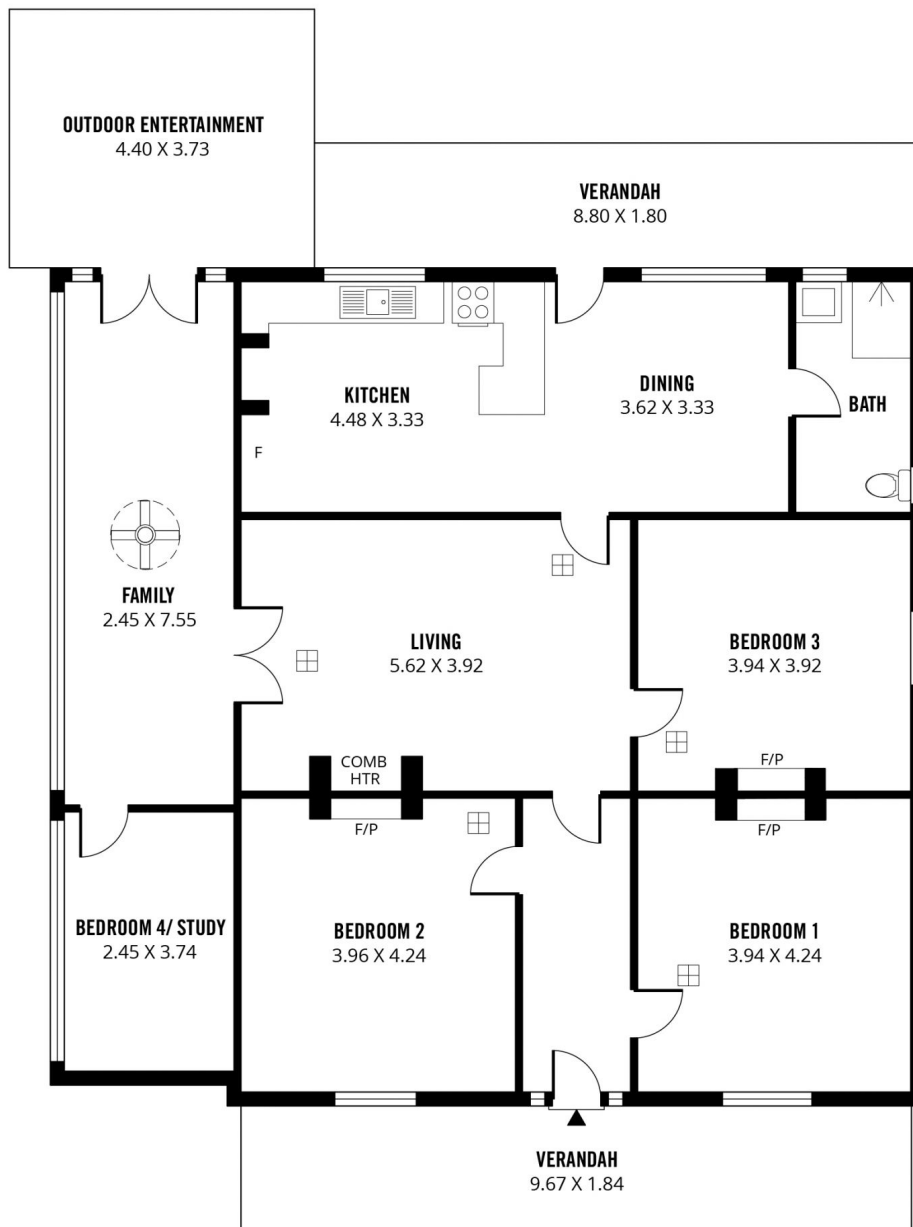 OUTDOOR ENTERTAINMENT
4.40 X 3.73
VERANDAH
8.80 X 1.80
KITCHEN
4.48 X 3.33
DINING
3.62 X 3.33
BATH
F
FAMILY
2.45 X 7.55
LIVING
5.62 X 3.92
BEDROOM 3
3.94 X 3.92
COMB
HTR
F/P
F/P
F/P
BEDROOM 4/ STUDY
2.45 X 3.74
BEDROOM 2
3.96 X 4.24
BEDROOM 1
3.94 X 4.24
VERANDAH
9.67 X 1.84